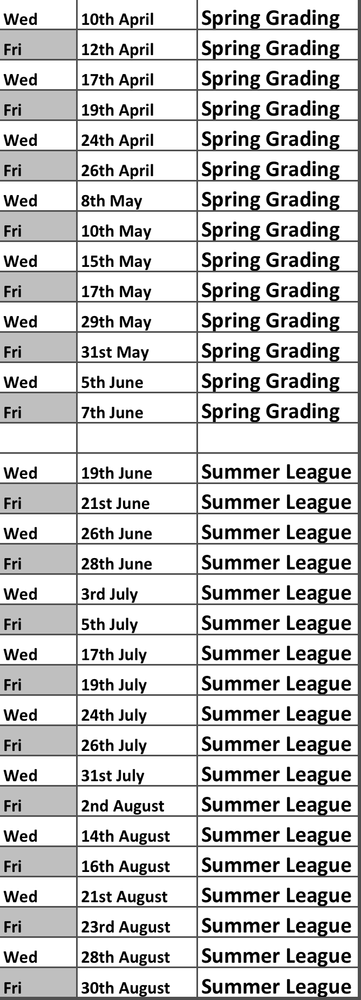 Wed 10th April Spring Grading
Fri 12th April Spring Grading
Wed 17th April Spring Grading
Fri 19th April Spring Grading
Wed 24th April Spring Grading
Fri 26th April Spring Grading
Wed 8th May Spring Grading
Fri 10th May Spring Grading
Wed 15th May Spring Grading
Fri 17th May Spring Grading
Wed 29th May Spring Grading
Fri 31st May Spring Grading
Wed 5th June Spring Grading
Fri 7th June Spring Grading
Wed 19th June Summer League
Fri 21st June Summer League
Wed 26th June Summer League
Fri 28th June Summer League
Wed 3rd July Summer League
Fri 5th July Summer League
Wed 17th July Summer League
Fri 19th July Summer League
Wed 24th July Summer League
Fri 26th July Summer League
Wed 31st July Summer League
Fri 2nd August Summer League
Wed 14th August Summer League
Fri 16th August Summer League
Wed 21st August Summer League
Fri 23rd August Summer League
Wed 28th August Summer League
Fri 30th August Summer League